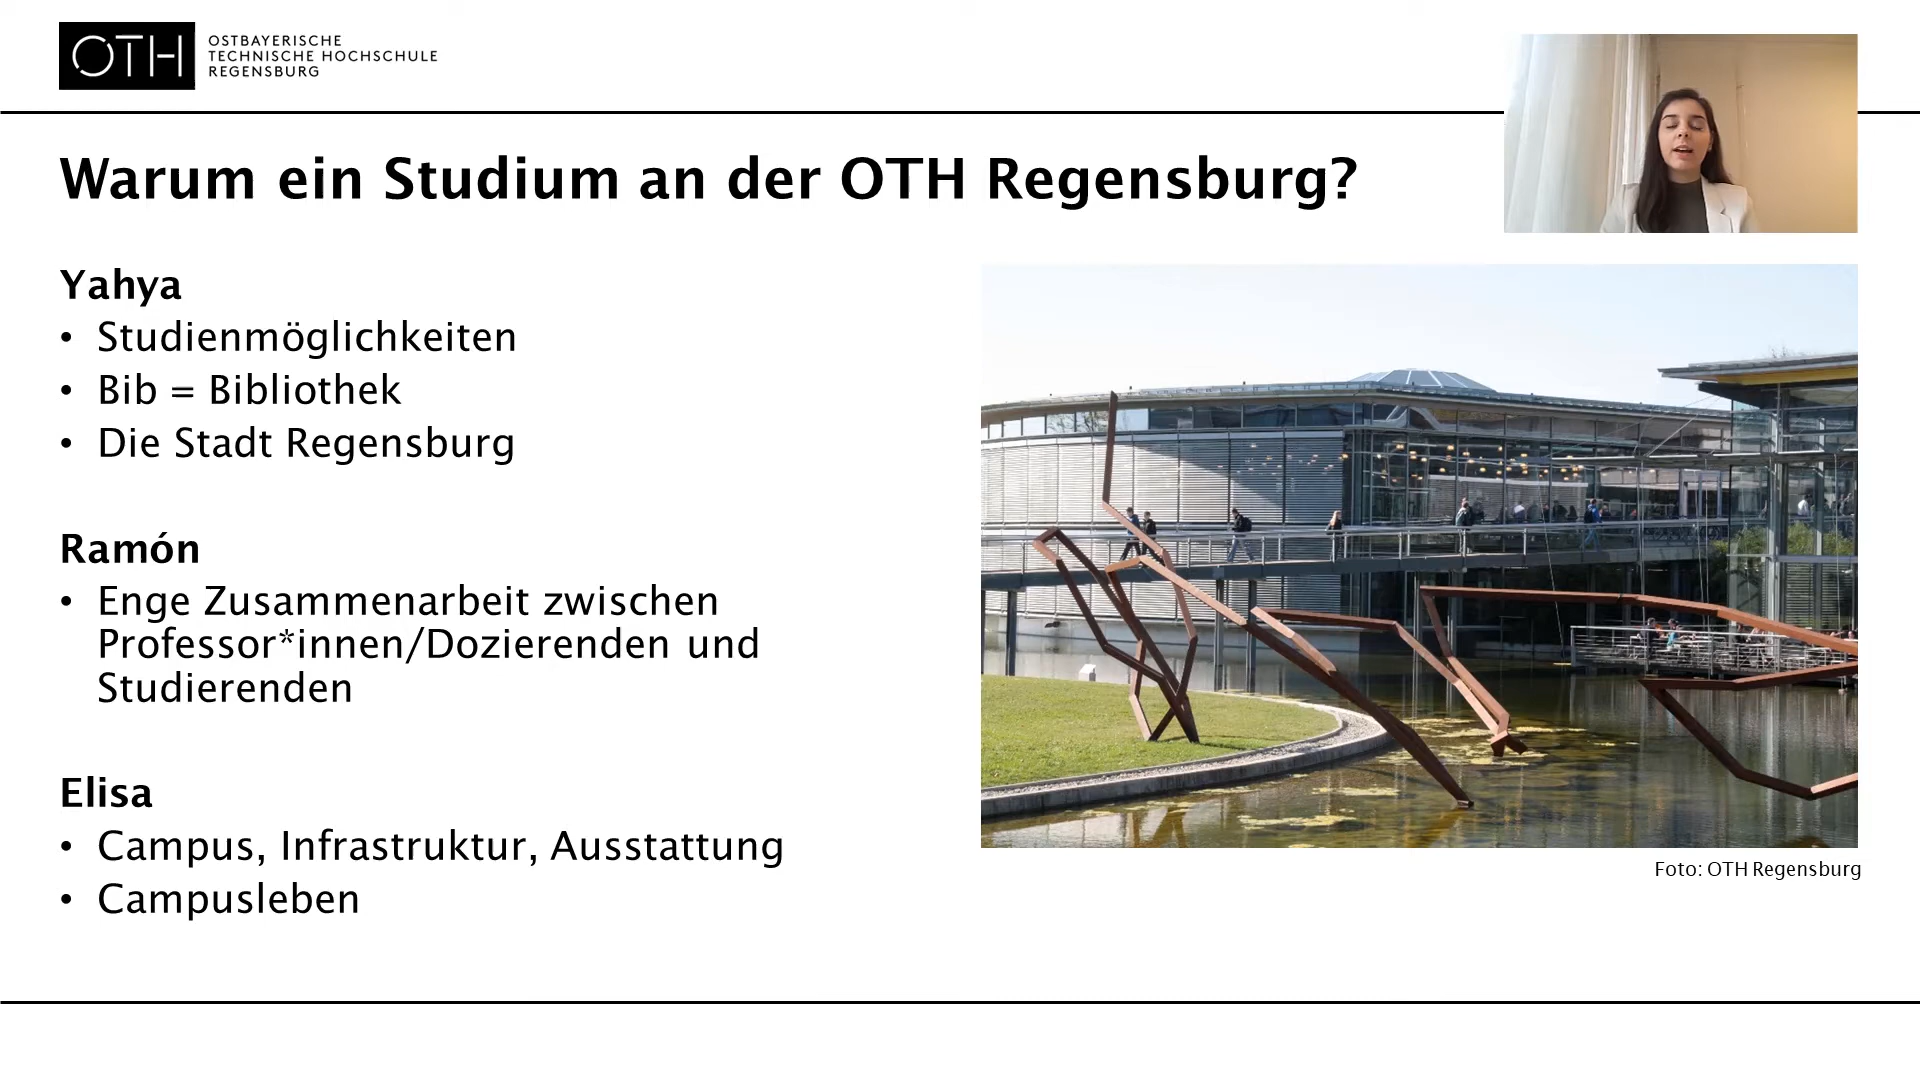 OTH
OSTBAYERISCHE
TECHNISCHE HOCHSCHULE
REGENSBURG
Warum ein Studium an der OTH Regensburg?
Yahya
• Studienmöglichkeiten
• Bib = Bibliothek
• Die Stadt Regensburg
Ramón
• Enge Zusammenarbeit zwischen
Professor*innen/Dozierenden und
Studierenden
Elisa
• Campus, Infrastruktur, Ausstattung
• Campusleben
Foto: OTH Regensburg